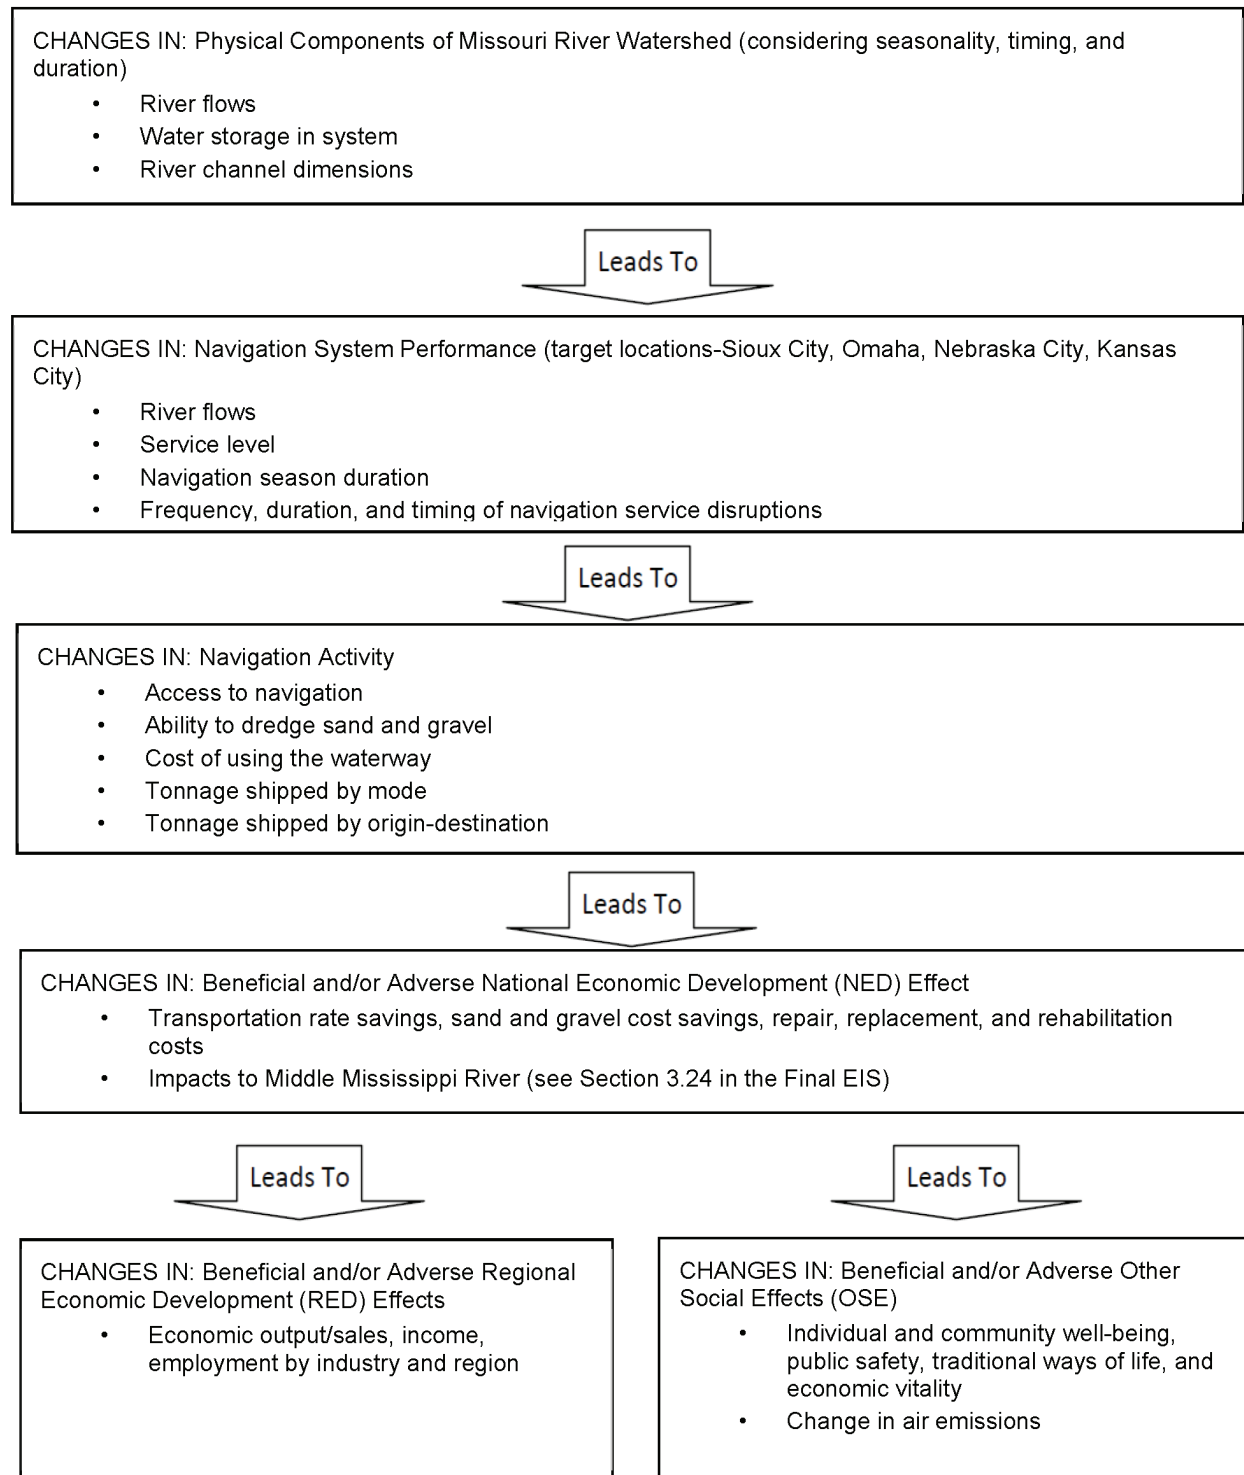 CHANGES IN: Physical Components of Missouri River Watershed (considering seasonality, timing, and
duration)
• River flows
• Water storage in system
• River channel dimensions
Leads To
CHANGES IN: Navigation System Performance (target locations-Sioux City, Omaha, Nebraska City, Kansas
City)
• River flows
• Service level
• Navigation season duration
• Frequency, duration, and timing of navigation service disruptions
Leads To
CHANGES IN: Navigation Activity
• Access to navigation
• Ability to dredge sand and gravel
• Cost of using the waterway
• Tonnage shipped by mode
• Tonnage shipped by origin-destination
Leads To
CHANGES IN: Beneficial and/or Adverse National Economic Development (NED) Effect
• Transportation rate savings, sand and gravel cost savings, repair, replacement, and rehabilitation
costs
• Impacts to Middle Mississippi River (see Section 3.24 in the Final EIS)
Leads To
Leads To
CHANGES IN: Beneficial and/or Adverse Regional
Economic Development (RED) Effects
• Economic output/sales, income,
employment by industry and region
CHANGES IN: Beneficial and/or Adverse Other
Social Effects (OSE)
• Individual and community well-being,
public safety, traditional ways of life, and
economic vitality
• Change in air emissions